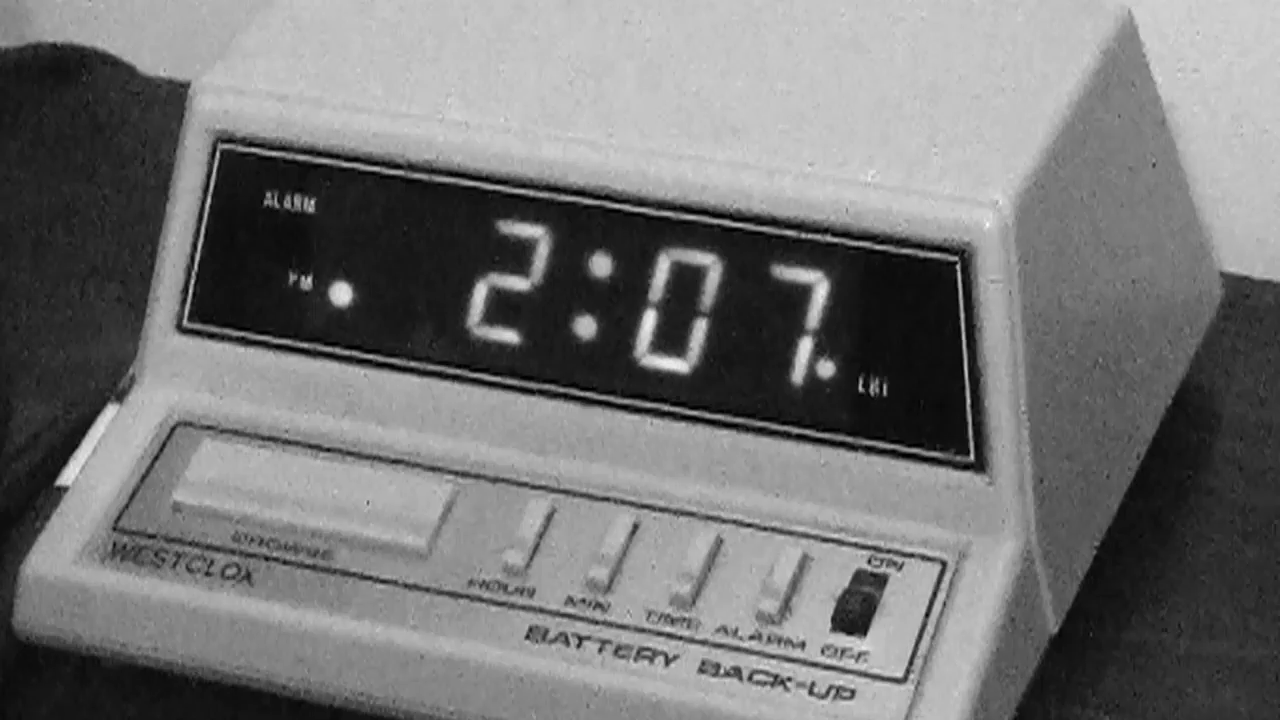 ALARM
2:07
PM
WESTCLOX
HOUR MIN TIME ALARM
ON
OFF
BATTERY BACK-UP